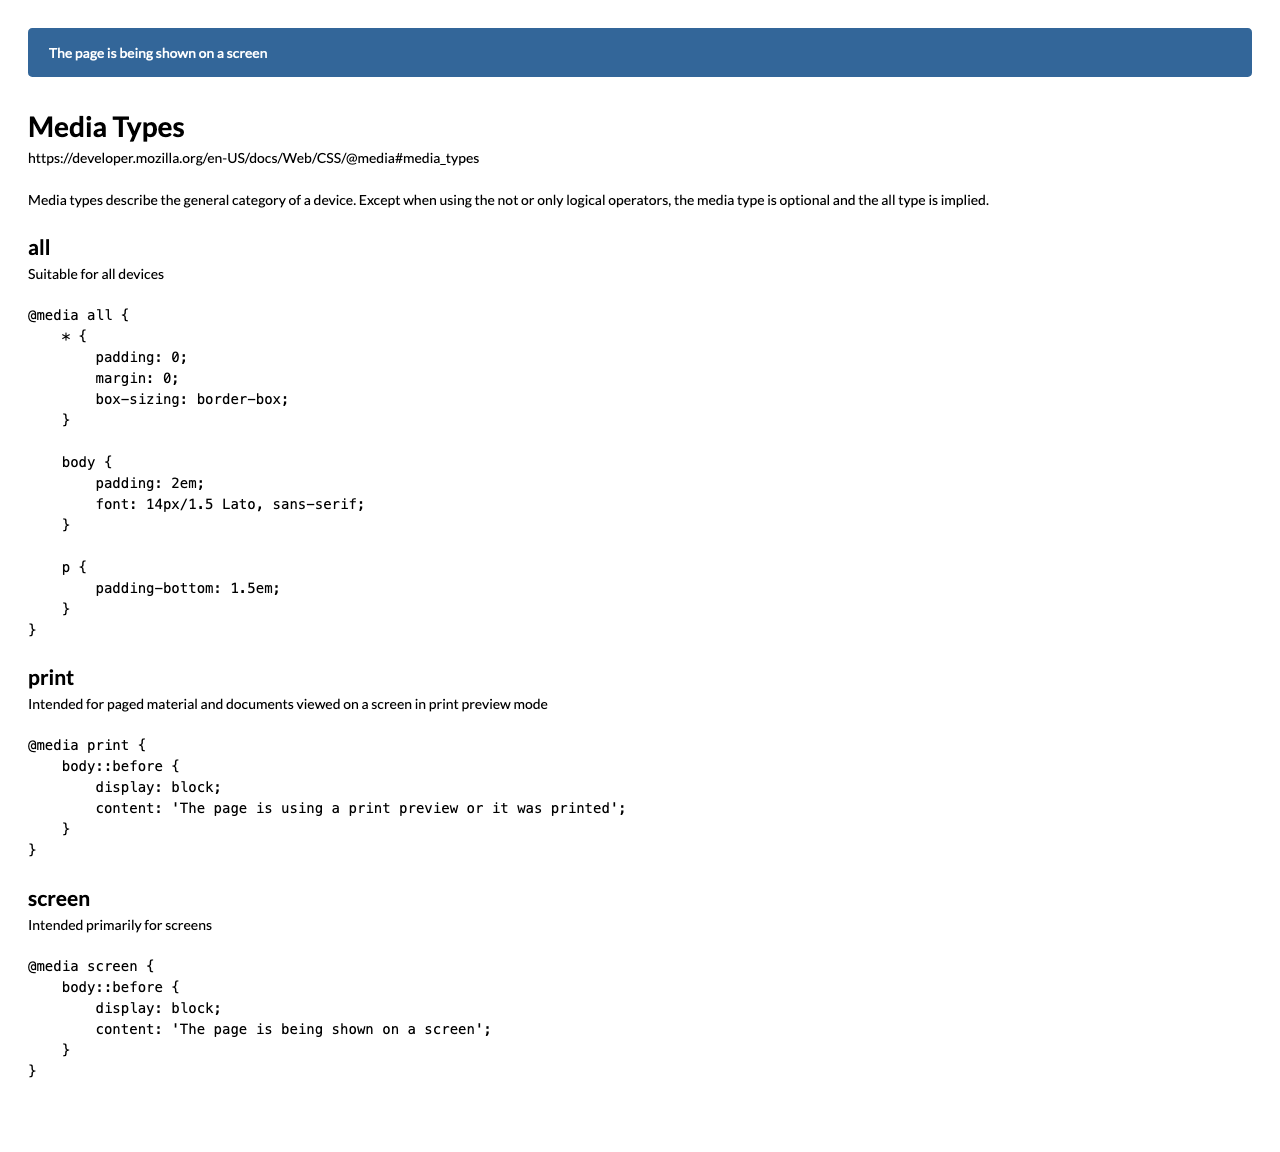 The page is being shown on a screen
Media Types
https://developer.mozilla.org/en-US/docs/Web/CSS/@media#media_types
Media types describe the general category of a device. Except when using the not or only logical operators, the media type is optional and the all type is implied.
all
Suitable for all devices
@media all {
    * {
        padding: 0;
        margin: 0;
        box-sizing: border-box;
    }

    body {
        padding: 2em;
        font: 14px/1.5 Lato, sans-serif;
    }

    p {
        padding-bottom: 1.5em;
    }
}
print
Intended for paged material and documents viewed on a screen in print preview mode
@media print {
    body::before {
        display: block;
        content: 'The page is using a print preview or it was printed';
    }
}
screen
Intended primarily for screens
@media screen {
    body::before {
        display: block;
        content: 'The page is being shown on a screen';
    }
}